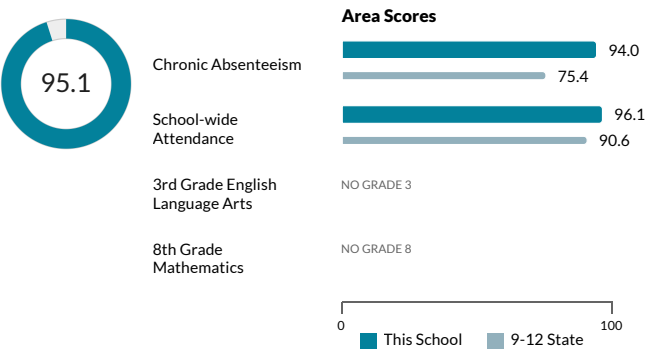 Area Scores
95.1
Chronic Absenteeism
94.0
75.4
School-wide
Attendance
96.1
90.6
3rd Grade English
Language Arts
NO GRADE 3
8th Grade
Mathematics
NO GRADE 8
0
100
This School
9-12 State